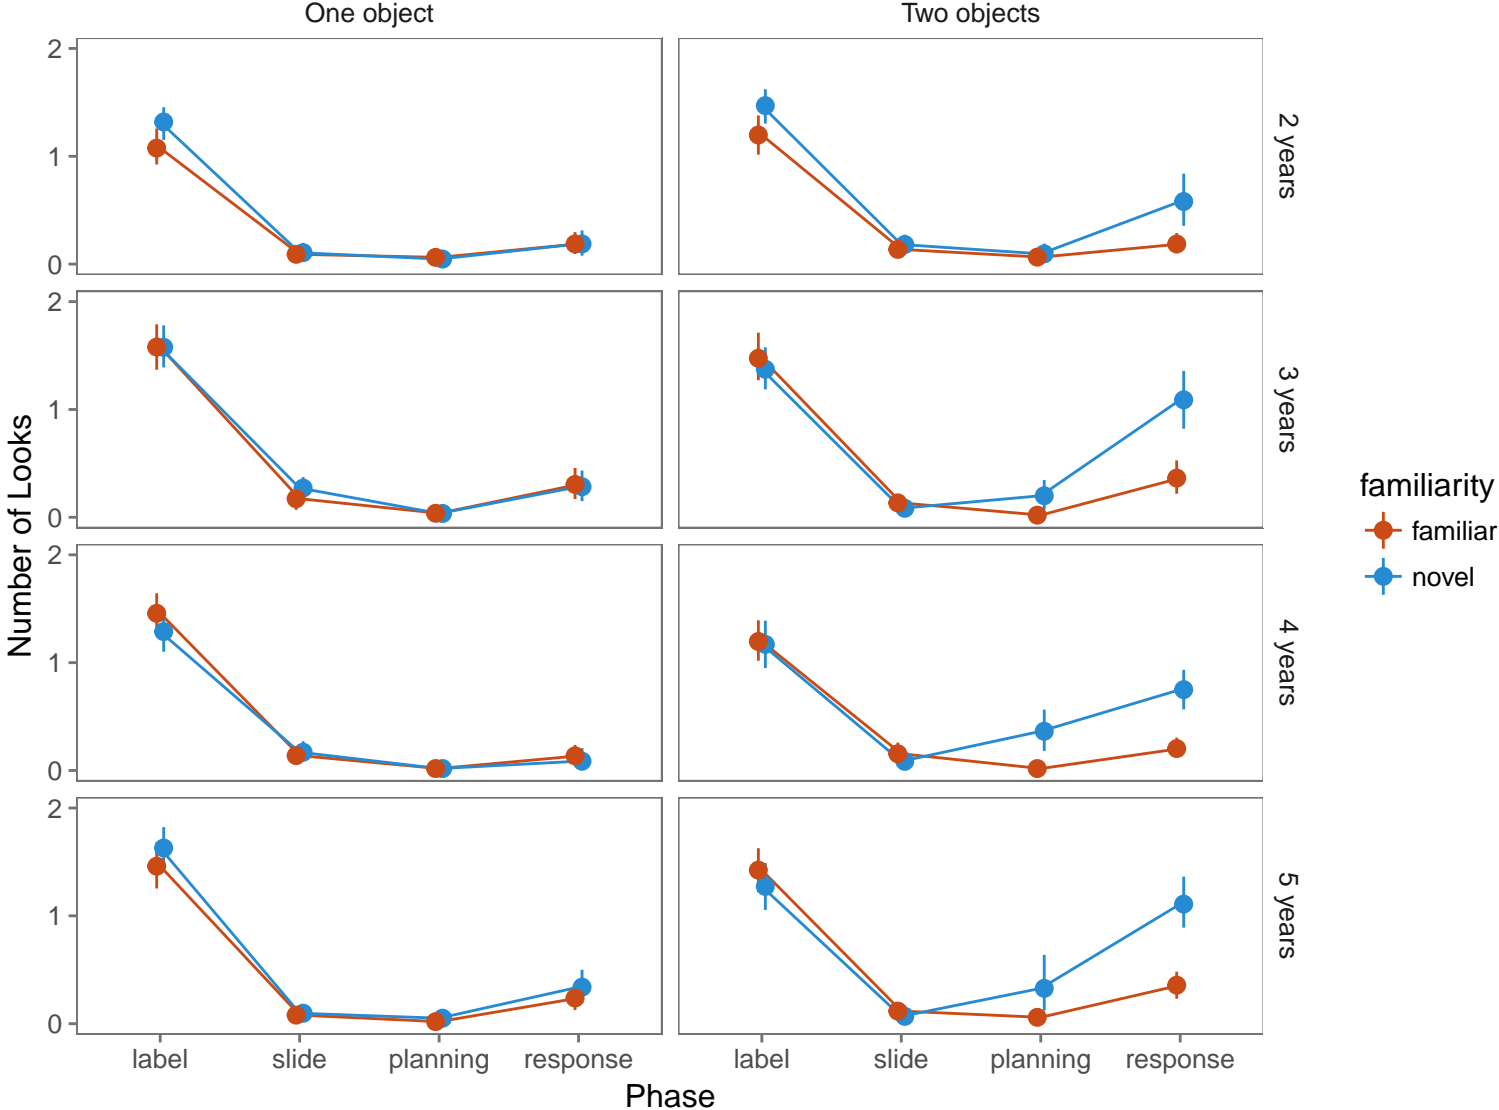 One object
Two objects
2
1
0
2 years
2
1
0
3 years
2
1
0
4 years
2
1
0
5 years
label
slide
planning
response
label
slide
planning
response
Phase
Number of Looks
familiarity
familiar
novel